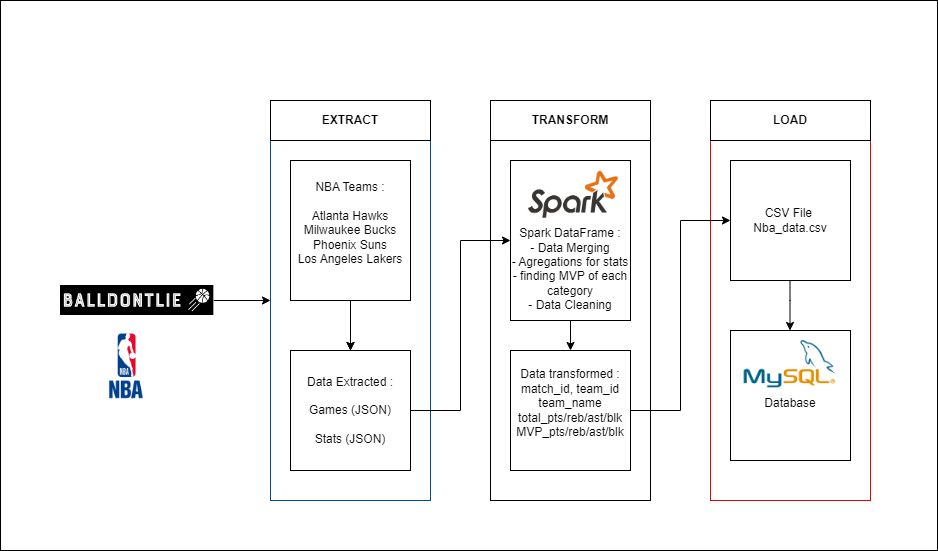 BALLDONTLIE
NBA
NBA
EXTRACT
NBA Teams :
Atlanta Hawks
Milwaukee Bucks
Phoenix Suns
Los Angeles Lakers
Data Extracted :
Games (JSON)
Stats (JSON)
TRANSFORM
Spark
Spark DataFrame :
- Data Merging
- Agregations for stats
- finding MVP of each
category
- Data Cleaning
Data transformed :
match_id, team_id
team_name
total_pts/reb/ast/blk
MVP_pts/reb/ast/blk
LOAD
CSV File
Nba_data.csv
MySQL®
Database